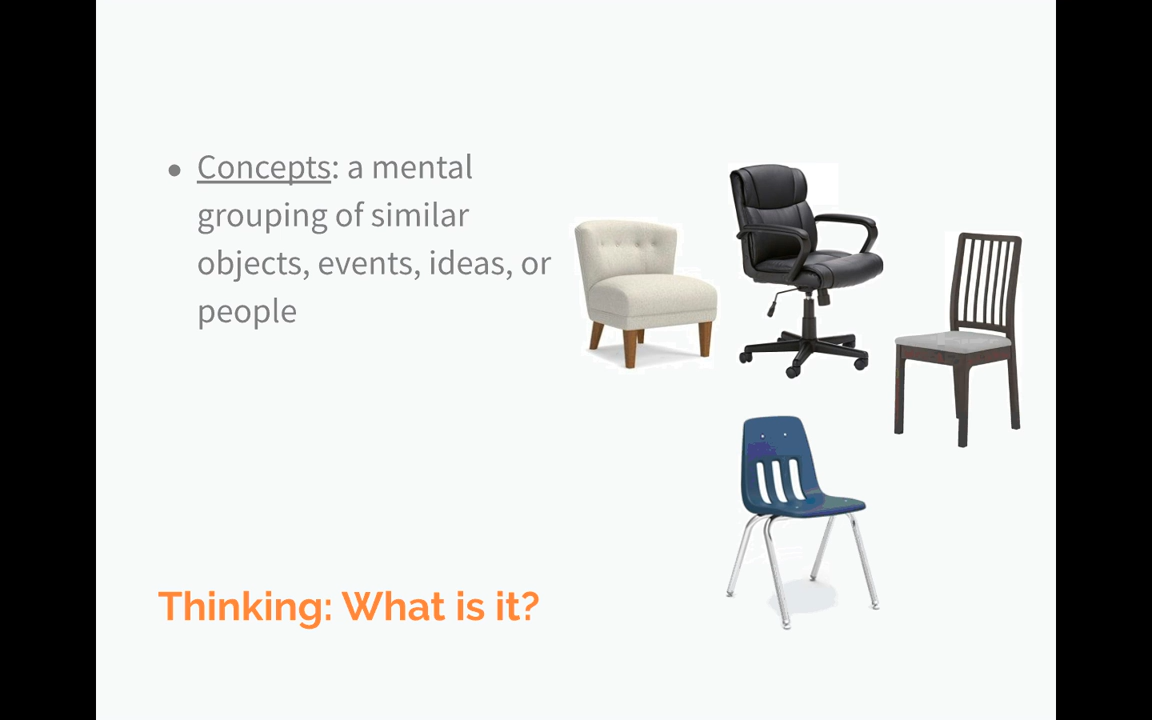 • Concepts: a mental
grouping of similar
objects, events, ideas, or
people
Thinking: What is it?